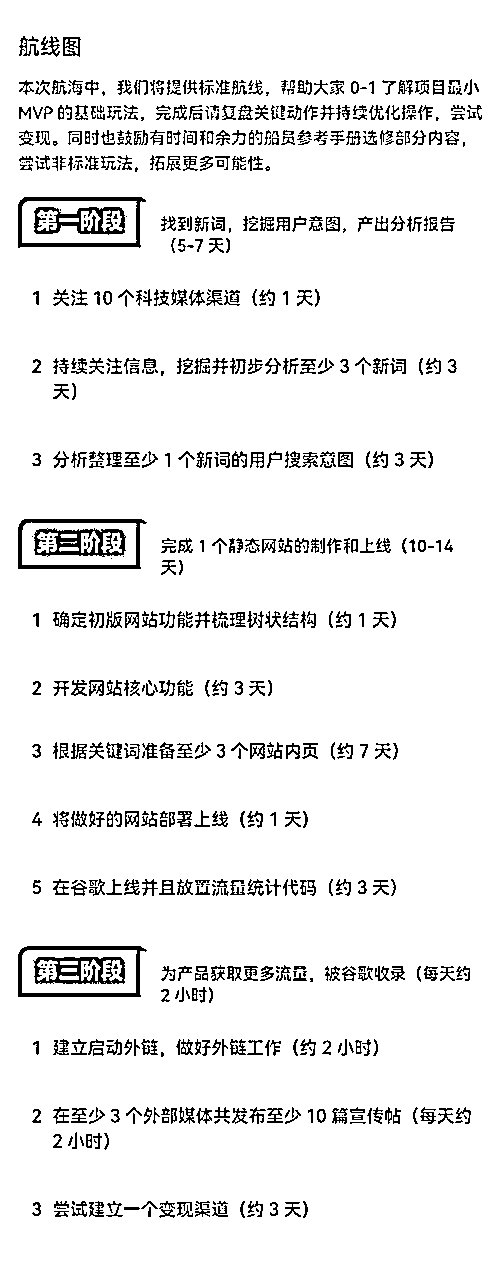 航线图
本次航海中，我们将提供标准航线，帮助大家 0-1 了解项目最小
MVP 的基础玩法，完成后请复盘关键动作并持续优化操作，尝试
变现。同时也鼓励有时间和余力的船员参考手册选修部分内容，
尝试非标准玩法，拓展更多可能性。
第一阶段
找到新词，挖掘用户意图，产出分析报告
（5-7 天）
1 关注 10 个科技媒体渠道（约 1 天）
2 持续关注信息，挖掘并初步分析至少 3 个新词（约 3
天）
3 分析整理至少 1 个新词的用户搜索意图（约 3 天）
第二阶段
完成 1 个静态网站的制作和上线（10-14
天）
1 确定初版网站功能并梳理树状结构（约 1 天）
2 开发网站核心功能（约 3 天）
3 根据关键词准备至少 3 个网站内页（约 7 天）
4 将做好的网站部署上线（约 1 天）
5 在谷歌上线并且放置流量统计代码（约 3 天）
第三阶段
为产品获取更多流量，被谷歌收录（每天约
2 小时）
1 建立启动外链，做好外链工作（约 2 小时）
2 在至少 3 个外部媒体共发布至少 10 篇宣传帖（每天约
2 小时）
3 尝试建立一个变现渠道（约 3 天）